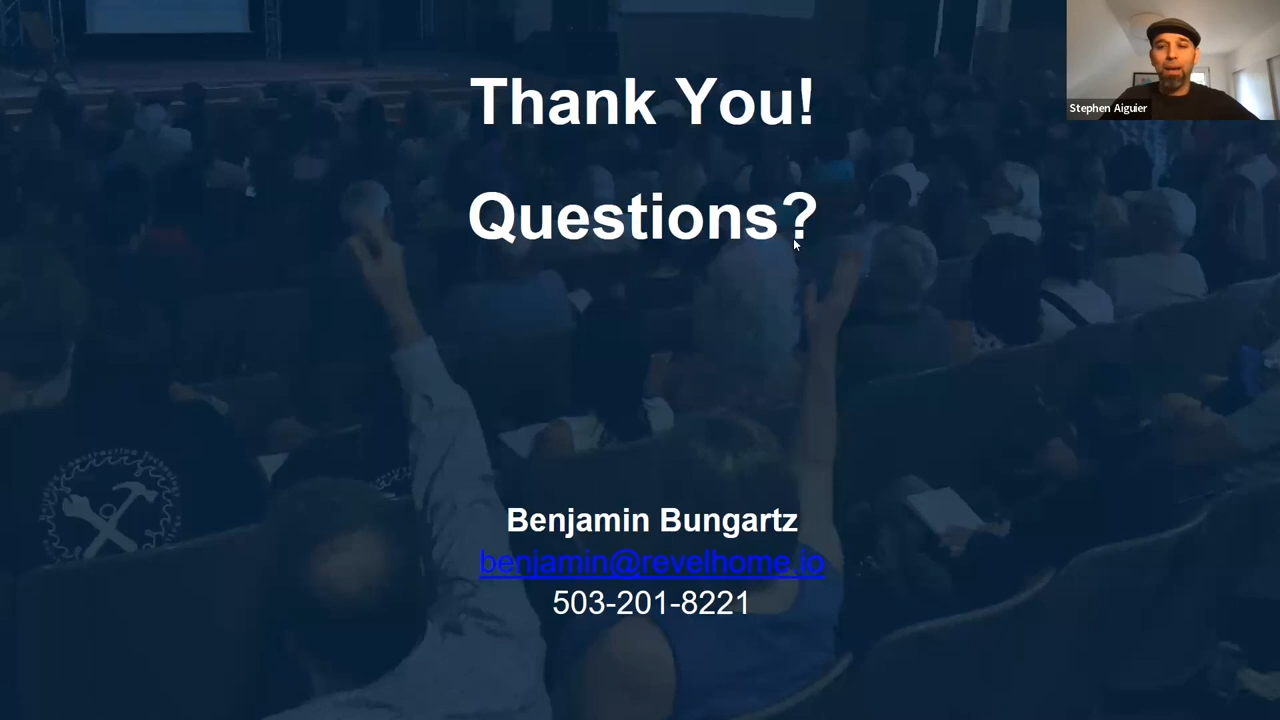 Thank You!
Stephen Aiguier
Questions?
Benjamin Bungartz
benjamin@revelhome.io
503-201-8221